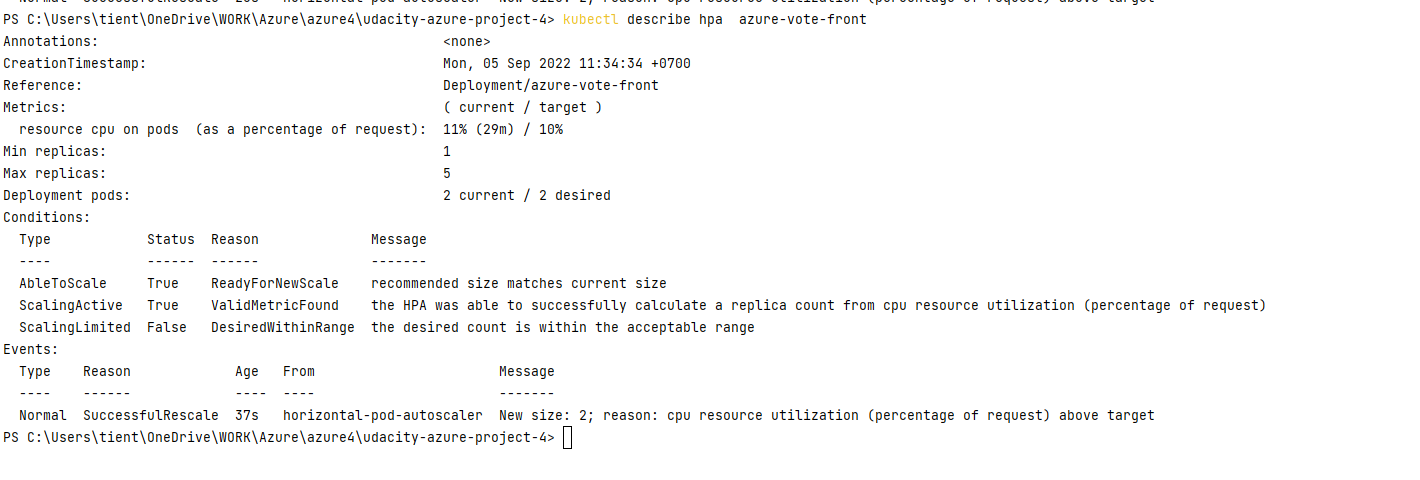 Normal  SuccessfulRescale  26s  horizontal-pod-autoscaler  New size: 2; reason: cpu resource utilization (percentage of request) above target
PS C:\Users\tient\OneDrive\WORK\Azure\azure4\udacity-azure-project-4> kubectl describe hpa  azure-vote-front
Annotations:                                           <none>
CreationTimestamp:                                     Mon, 05 Sep 2022 11:34:34 +0700
Reference:                                             Deployment/azure-vote-front
Metrics:                                               ( current / target )
  resource cpu on pods  (as a percentage of request):  11% (29m) / 10%
Min replicas:                                          1
Max replicas:                                          5
Deployment pods:                                       2 current / 2 desired
Conditions:
  Type            Status  Reason              Message
  ----            ------  ------              -------
  AbleToScale     True    ReadyForNewScale    recommended size matches current size
  ScalingActive   True    ValidMetricFound    the HPA was able to successfully calculate a replica count from cpu resource utilization (percentage of request)
  ScalingLimited  False   DesiredWithinRange  the desired count is within the acceptable range
Events:
  Type    Reason             Age   From                       Message
  ----    ------             ----  ----                       -------
  Normal  SuccessfulRescale  37s   horizontal-pod-autoscaler  New size: 2; reason: cpu resource utilization (percentage of request) above target
PS C:\Users\tient\OneDrive\WORK\Azure\azure4\udacity-azure-project-4>